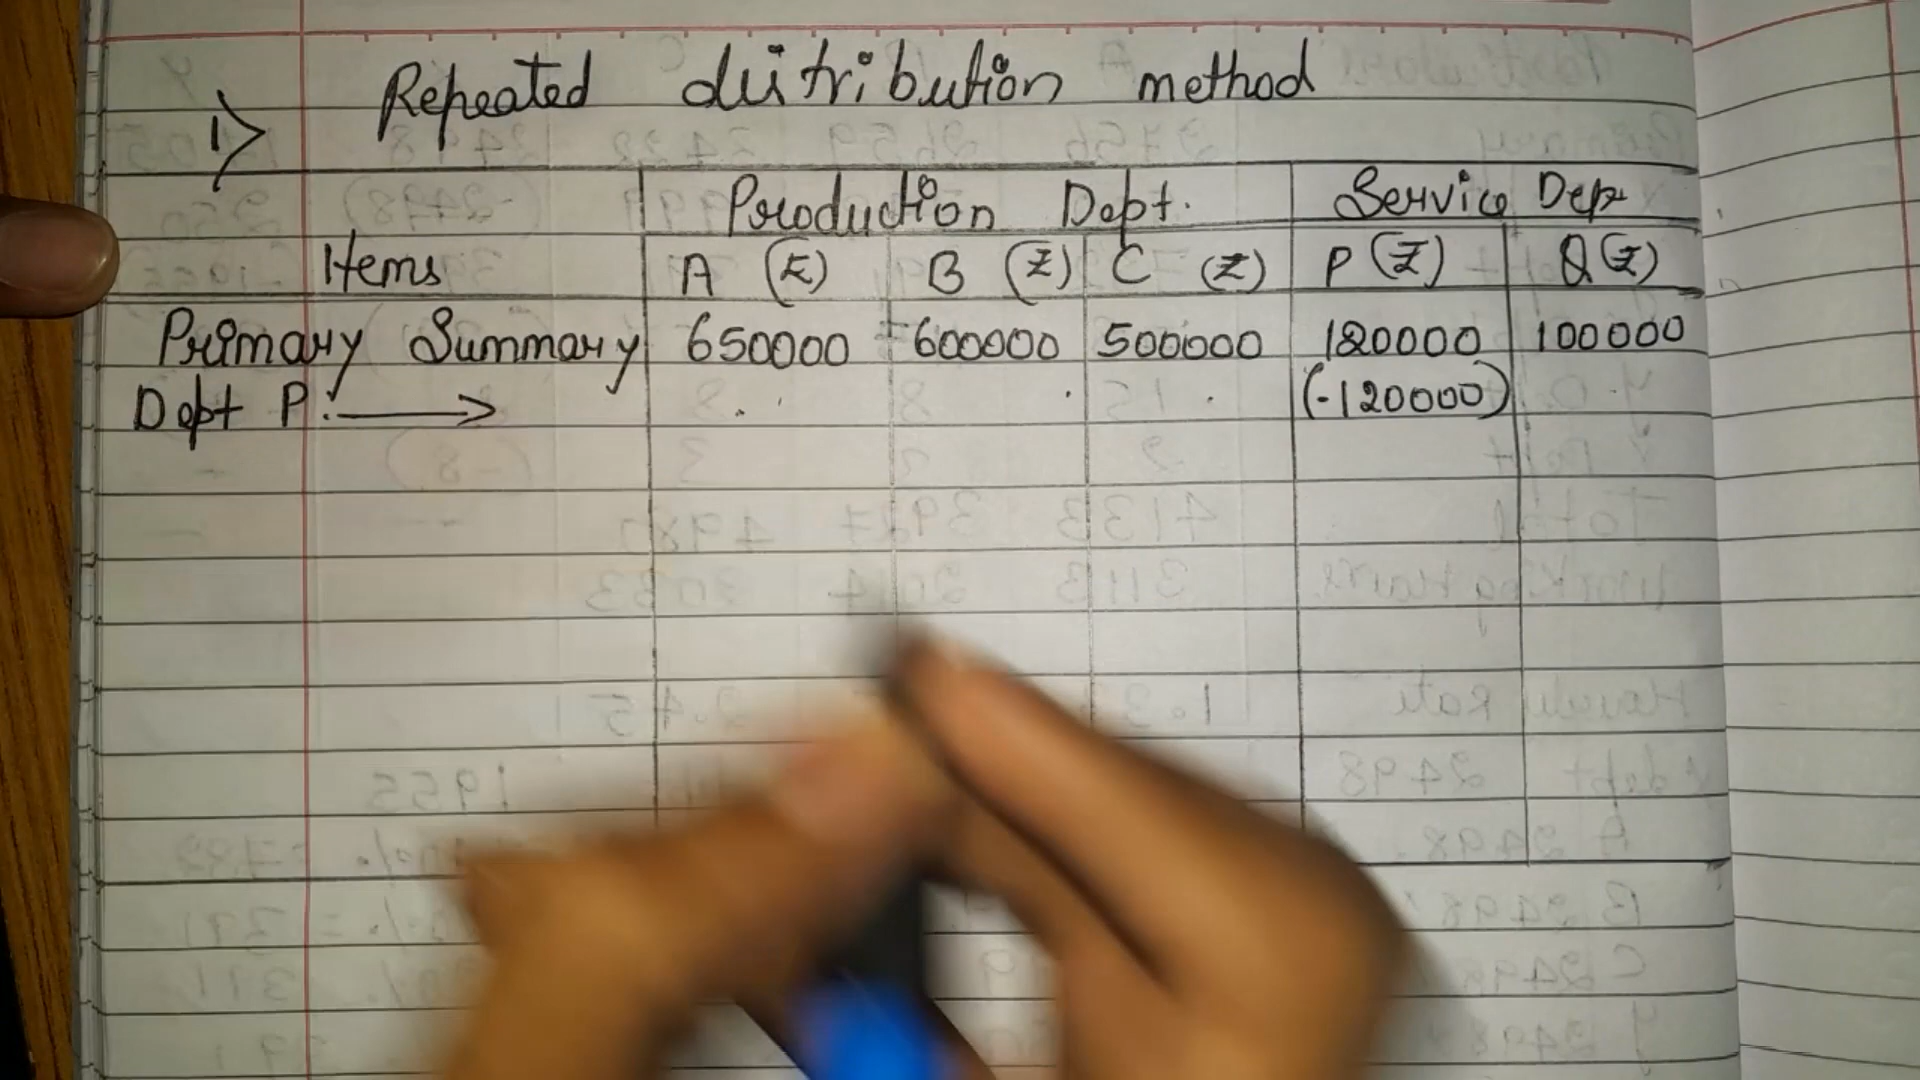 1> Repeated distribution method
Production Dept. Service Dep
Items A (₹) B (₹) C (₹) P (₹) Q (₹)
Primary Summary 650000 600000 500000 120000 100000
Dept P. → (-120000)